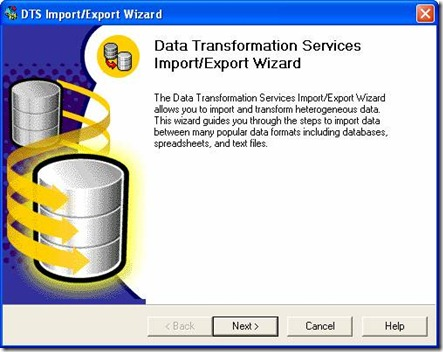 DTS Import/Export Wizard
Data Transformation Services
Import/Export Wizard
The Data Transformation Services Import/Export Wizard
allows you to import and transform heterogeneous data.
This wizard guides you through the steps to import data
between many popular data formats including databases,
spreadsheets, and text files.
< Back
Next >
Cancel
Help